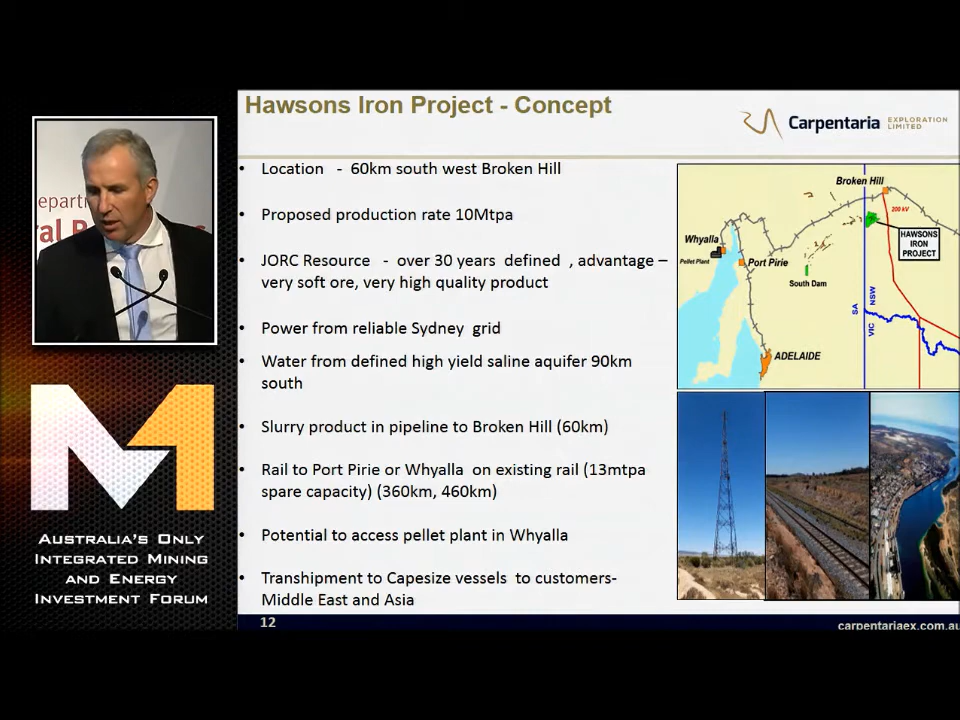 Hawsons Iron Project - Concept
Carpentaria EXPLORATION LIMITED
• Location - 60km south west Broken Hill
• Proposed production rate 10Mtpa
• JORC Resource - over 30 years defined , advantage –
very soft ore, very high quality product
• Power from reliable Sydney grid
• Water from defined high yield saline aquifer 90km
south
• Slurry product in pipeline to Broken Hill (60km)
• Rail to Port Pirie or Whyalla on existing rail (13mtpa
spare capacity) (360km, 460km)
• Potential to access pellet plant in Whyalla
• Transhipment to Capesize vessels to customers-
Middle East and Asia
12
carpentariaex.com.au
Broken Hill
200 kV
HAWSONS
IRON
PROJECT
Whyalla
Pellet Plant
Port Pirie
South Dam
SA
NSW
VIC
ADELAIDE
epart
ral R
s
M
AUSTRALIA'S ONLY
INTEGRATED MINING
AND ENERGY
INVESTMENT FORUM